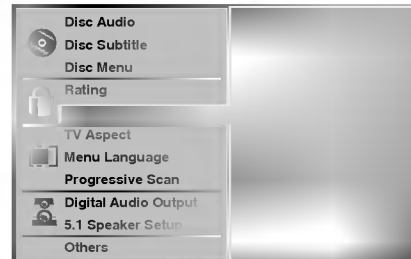 Disc Audio
Disc Subtitle
Disc Menu
Rating
TV Aspect
Menu Language
Progressive Scan
Digital Audio Output
5.1 Speaker Setup
Others